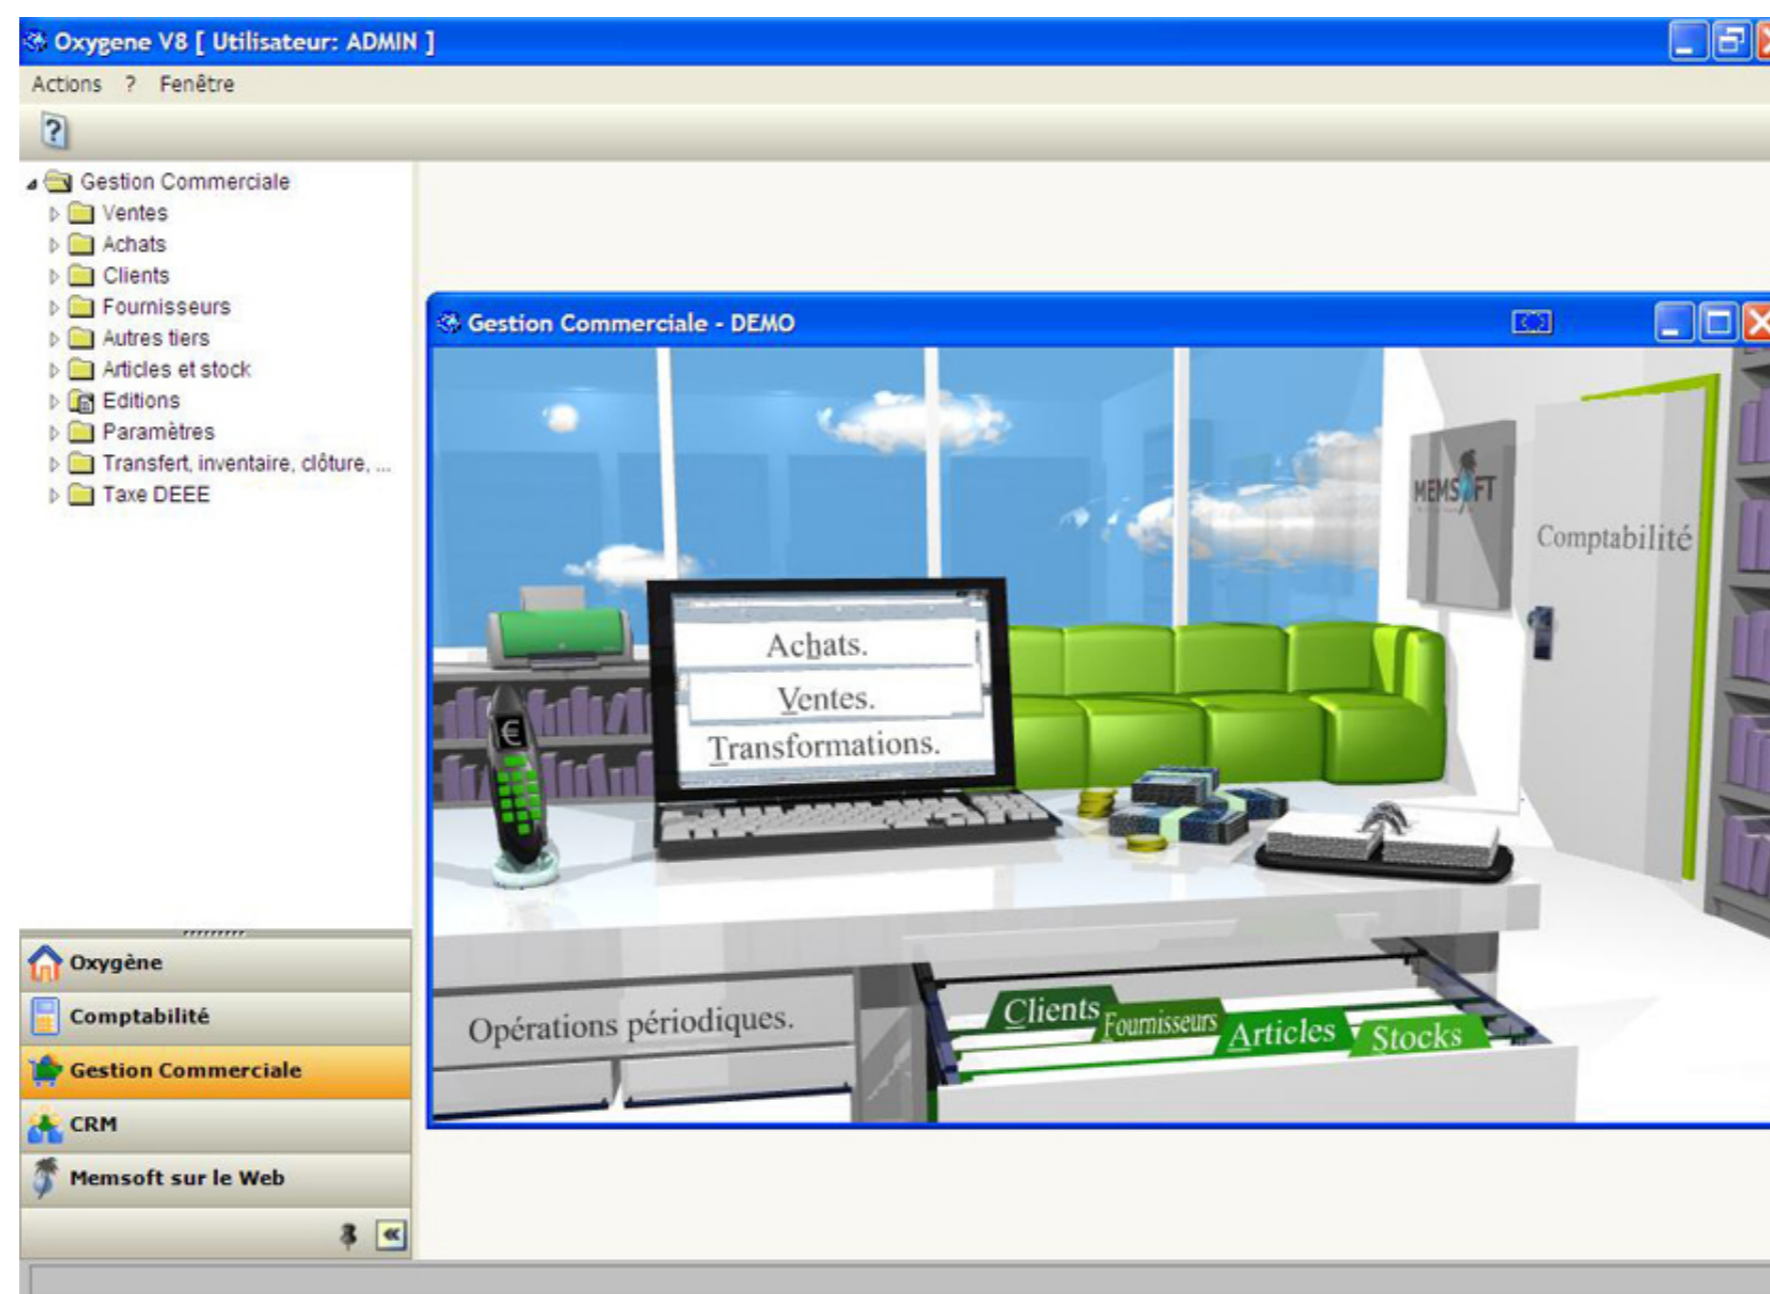 Oxygene V8 [ Utilisateur: ADMIN ]
Actions ? Fenêtre
?
Gestion Commerciale
Ventes
Achats
Clients
Fournisseurs
Autres tiers
Articles et stock
Editions
Paramètres
Transfert, inventaire, clôture, ...
Taxe DEEE
Oxygène
Comptabilité
Gestion Commerciale
CRM
Memsoft sur le Web
Gestion Commerciale - DEMO
MEMSOFT
Comptabilité
Achats.
Ventes.
Transformations.
€
Opérations périodiques.
Clients
Fournisseurs
Articles
Stocks